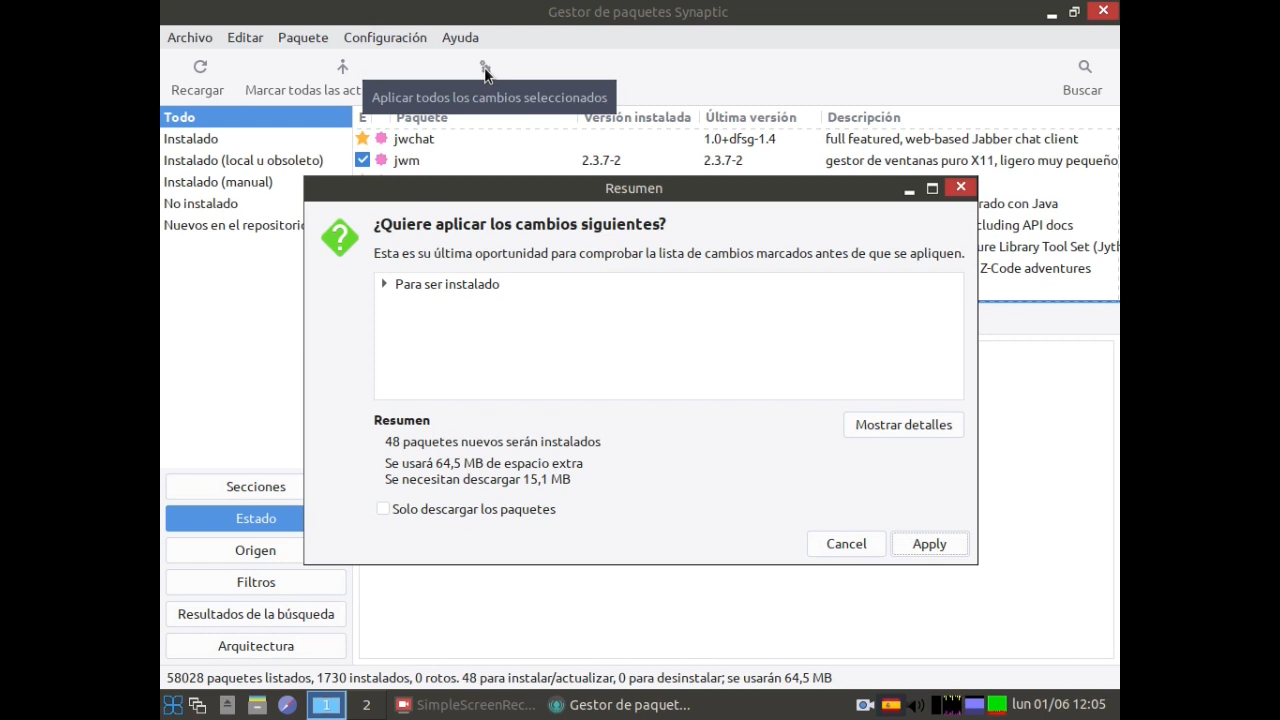 Gestor de paquetes Synaptic
Archivo Editar Paquete Configuración Ayuda
Recargar Marcar todas las act Buscar
Aplicar todos los cambios seleccionados
Todo
E Paquete Versión instalada Última versión Descripción
Instalado
jwchat 1.0+dfsg-1.4 full featured, web-based Jabber chat client
Instalado (local u obsoleto)
jwm 2.3.7-2 2.3.7-2 gestor de ventanas puro X11, ligero muy pequeño
Instalado (manual)
No instalado
rado con Java
Nuevos en el repositorio
cluding API docs
ure Library Tool Set (Jyth
Z-Code adventures
Resumen
¿Quiere aplicar los cambios siguientes?
Esta es su última oportunidad para comprobar la lista de cambios marcados antes de que se apliquen.
Para ser instalado
Resumen
Mostrar detalles
48 paquetes nuevos serán instalados
Se usará 64,5 MB de espacio extra
Se necesitan descargar 15,1 MB
Solo descargar los paquetes
Cancel Apply
Secciones
Estado
Origen
Filtros
Resultados de la búsqueda
Arquitectura
58028 paquetes listados, 1730 instalados, 0 rotos. 48 para instalar/actualizar, 0 para desinstalar; se usarán 64,5 MB
1 2 SimpleScreenRec... Gestor de paquet... lun 01/06 12:05